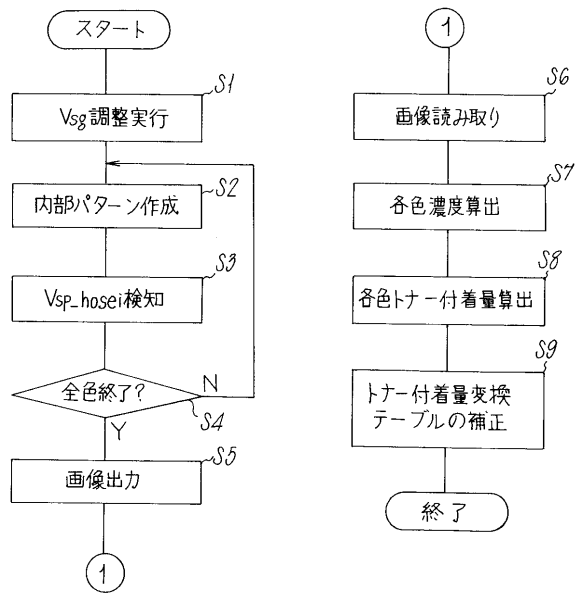 スタート
S1
Vsg調整実行
S2
内部パターン作成
S3
Vsp_hosei検知
全色終了?
N
S4
Y
S5
画像出力
1
1
S6
画像読み取り
S7
各色濃度算出
S8
各色トナー付着量算出
S9
トナー付着量変換
テーブルの補正
終了